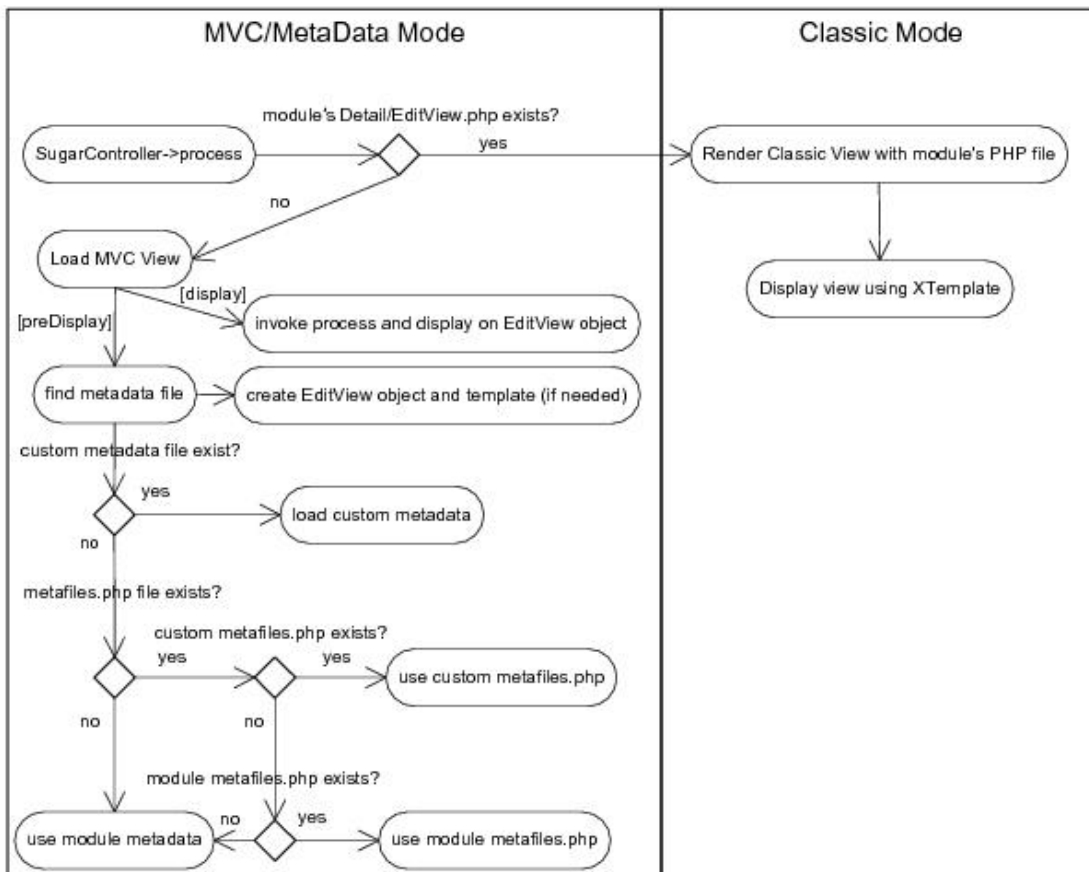 MVC/MetaData Mode
Classic Mode
module's Detail/EditView.php exists?
SugarController->process
yes
Render Classic View with module's PHP file
no
Load MVC View
Display view using XTemplate
[display]
[preDisplay]
invoke process and display on EditView object
find metadata file
create EditView object and template (if needed)
custom metadata file exist?
yes
load custom metadata
no
metafiles.php file exists?
custom metafiles.php exists?
yes
yes
use custom metafiles.php
no
no
module metafiles.php exists?
use module metadata
no
yes
use module metafiles.php